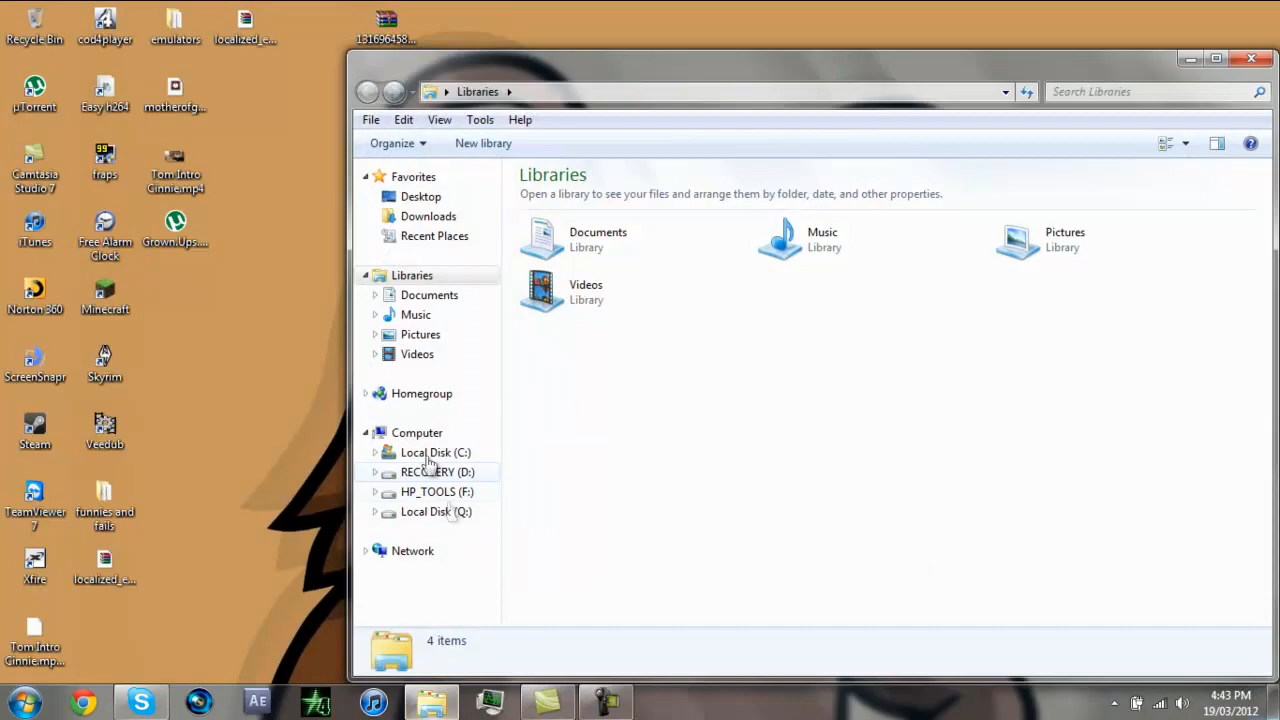 Recycle Bin
cod4player
emulators
localized_e...
131696458...
µTorrent
Easy h264
motherofg...
Camtasia
Studio 7
99
fraps
Tom Intro
Cinnie.mp4
iTunes
Free Alarm
Clock
Grown.Ups....
Norton 360
Minecraft
ScreenSnapr
Skyrim
Steam
Veedub
TeamViewer
7
funnies and
fails
Xfire
localized_e...
Tom Intro
Cinnie.mp...
Libraries
Search Libraries
File Edit View Tools Help
Organize New library
Favorites
Desktop
Downloads
Recent Places
Libraries
Documents
Music
Pictures
Videos
Homegroup
Computer
Local Disk (C:)
RECOVERY (D:)
HP_TOOLS (F:)
Local Disk (Q:)
Network
Libraries
Open a library to see your files and arrange them by folder, date, and other properties.
Documents
Library
Music
Library
Pictures
Library
Videos
Library
4 items
AE
4:43 PM
19/03/2012